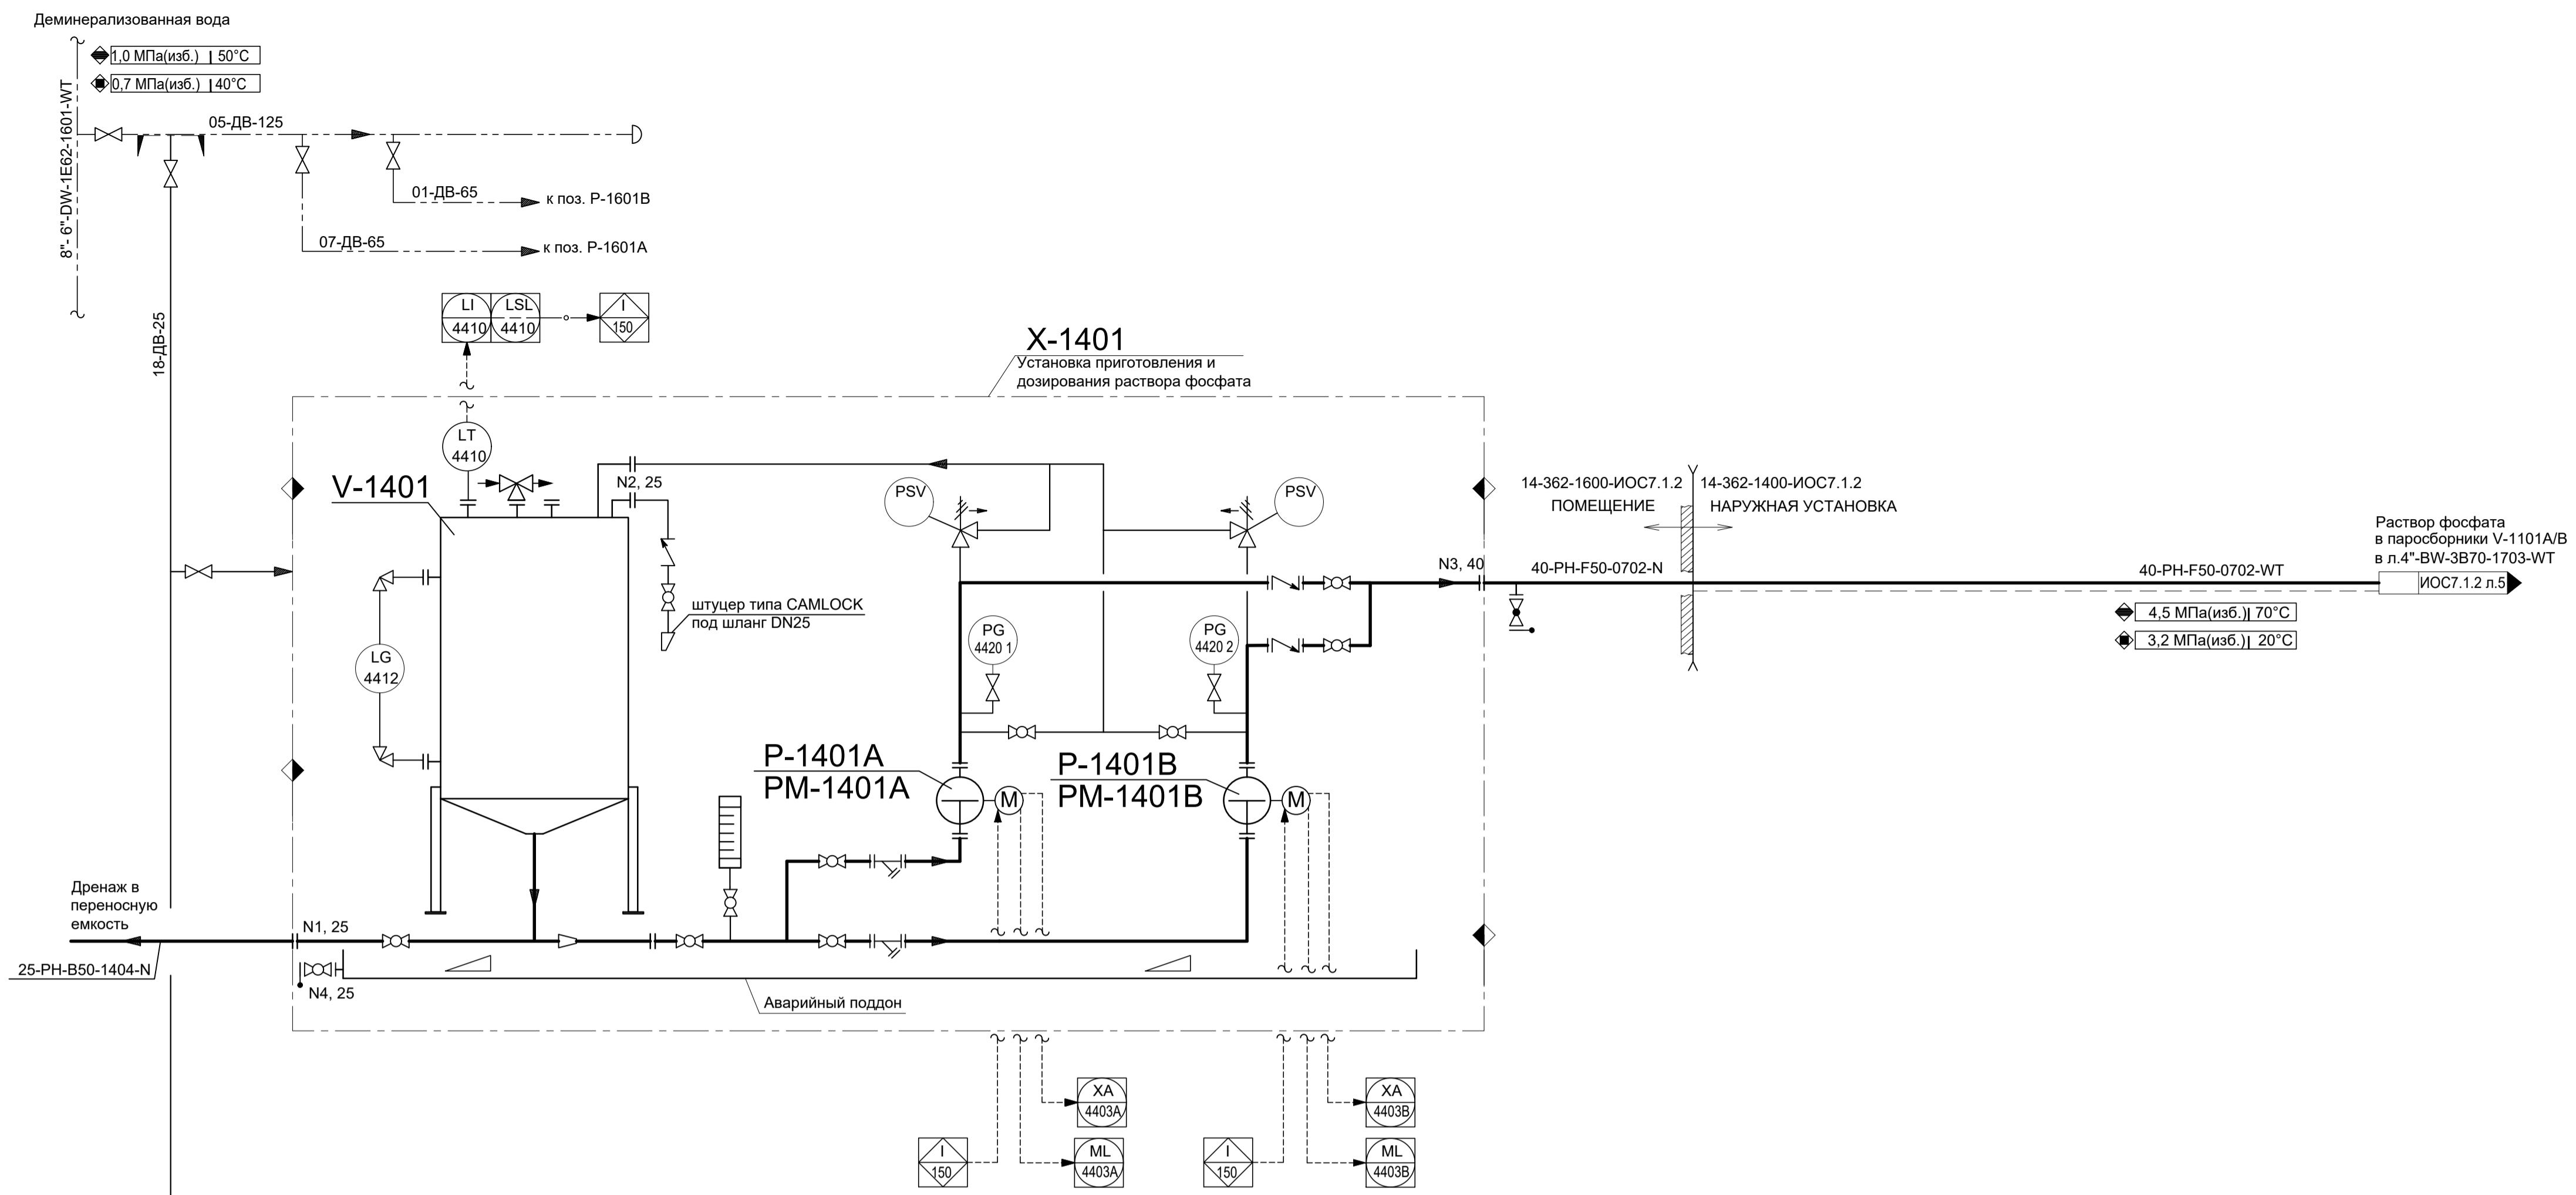 Деминерализованная вода
1,0 МПа(изб.) 50°C
0,7 МПа(изб.) 40°C
8"- 6"-DW-1E62-1601-WT
05-ДВ-125
01-ДВ-65
к поз. P-1601B
07-ДВ-65
к поз. P-1601A
18-ДВ-25
LI
4410
LSL
4410
I
150
X-1401
Установка приготовления и
дозирования раствора фосфата
LT
4410
V-1401
N2, 25
PSV
PSV
14-362-1600-ИОС7.1.2
ПОМЕЩЕНИЕ
14-362-1400-ИОС7.1.2
НАРУЖНАЯ УСТАНОВКА
Раствор фосфата
в паросборники V-1101A/B
в л.4"-BW-3B70-1703-WT
ИОС7.1.2 л.5
N3, 40
40-PH-F50-0702-N
40-PH-F50-0702-WT
4,5 МПа(изб.) 70°C
3,2 МПа(изб.) 20°C
штуцер типа CAMLOCK
под шланг DN25
LG
4412
PG
4420 1
PG
4420 2
P-1401A
PM-1401A
M
P-1401B
PM-1401B
M
Дренаж в
переносную
емкость
N1, 25
25-PH-B50-1404-N
N4, 25
Аварийный поддон
XA
4403A
XA
4403B
I
150
ML
4403A
I
150
ML
4403B